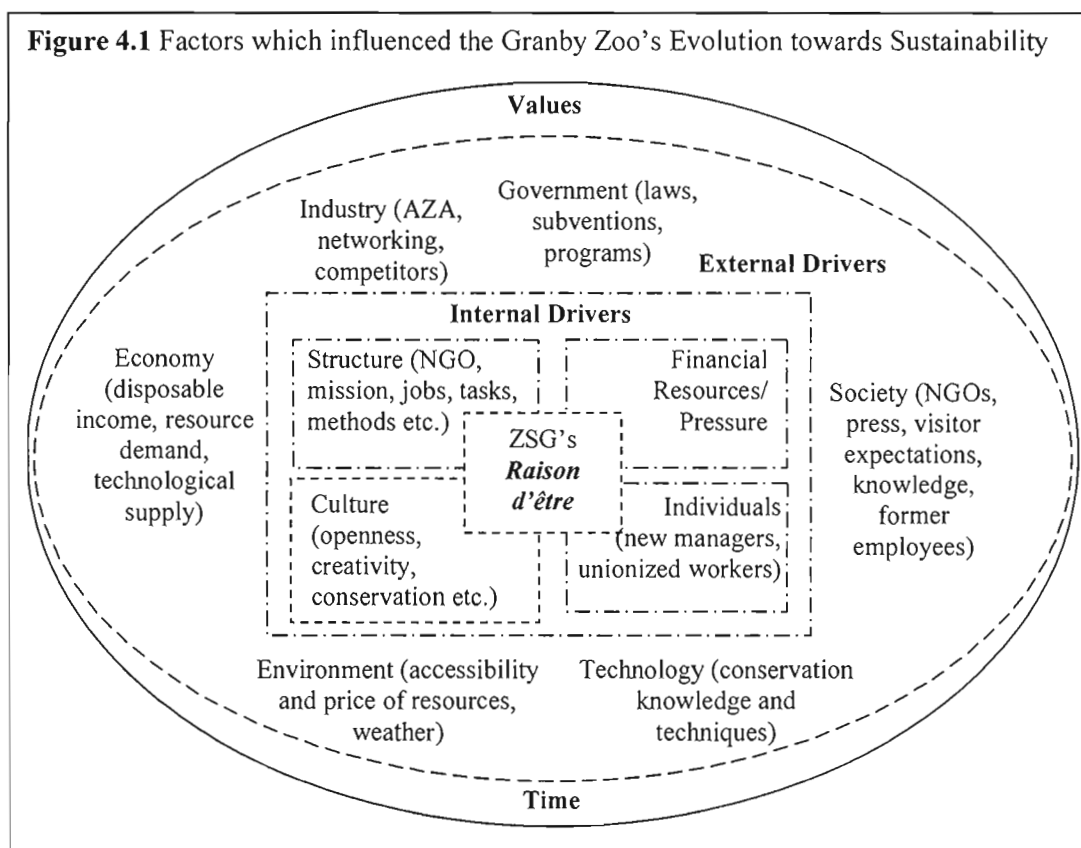 Figure 4.1 Factors which influenced the Granby Zoo's Evolution towards Sustainability
Values
Industry (AZA,
networking,
competitors)
Government (laws,
subventions,
programs)
External Drivers
Economy
(disposable
income, resource
demand,
technological
supply)
Internal Drivers
Structure (NGO,
mission, jobs, tasks,
methods etc.)
Financial
Resources/
Pressure
ZSG's
Raison
d'être
Culture
(openness,
creativity,
conservation etc.)
Individuals
(new managers,
unionized workers)
Society (NGOs,
press, visitor
expectations,
knowledge,
former
employees)
Environment (accessibility
and price of resources,
weather)
Technology (conservation
knowledge and
techniques)
Time